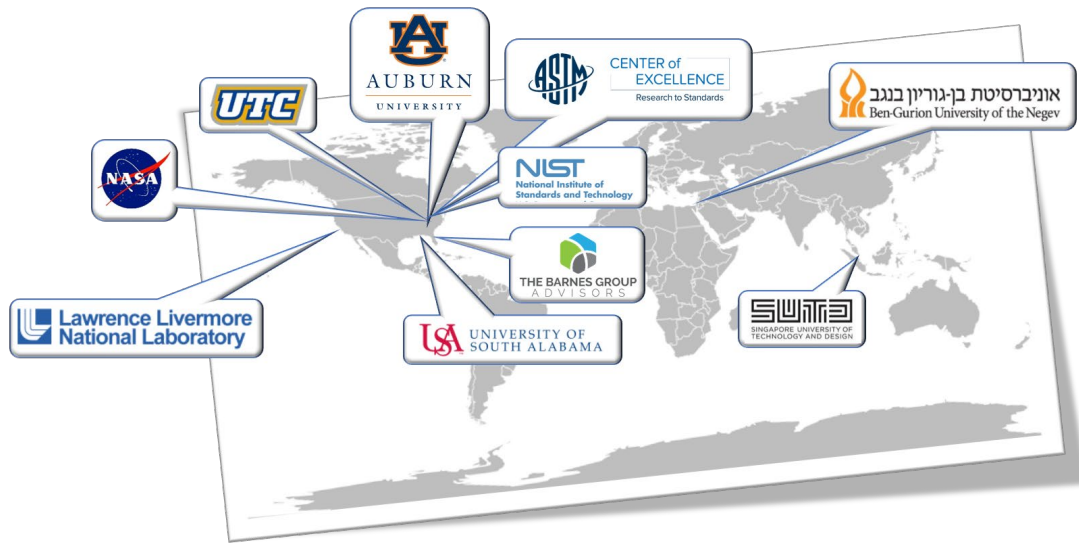 AU
AUBURN
UNIVERSITY
ASTM
CENTER of
EXCELLENCE
Research to Standards
UTC
אוניברסיטת בן-גוריון בנגב
Ben-Gurion University of the Negev
NASA
NIST
National Institute of
Standards and Technology
THE BARNES GROUP
ADVISORS
Lawrence Livermore
National Laboratory
USA
UNIVERSITY OF
SOUTH ALABAMA
SUTD
SINGAPORE UNIVERSITY OF
TECHNOLOGY AND DESIGN